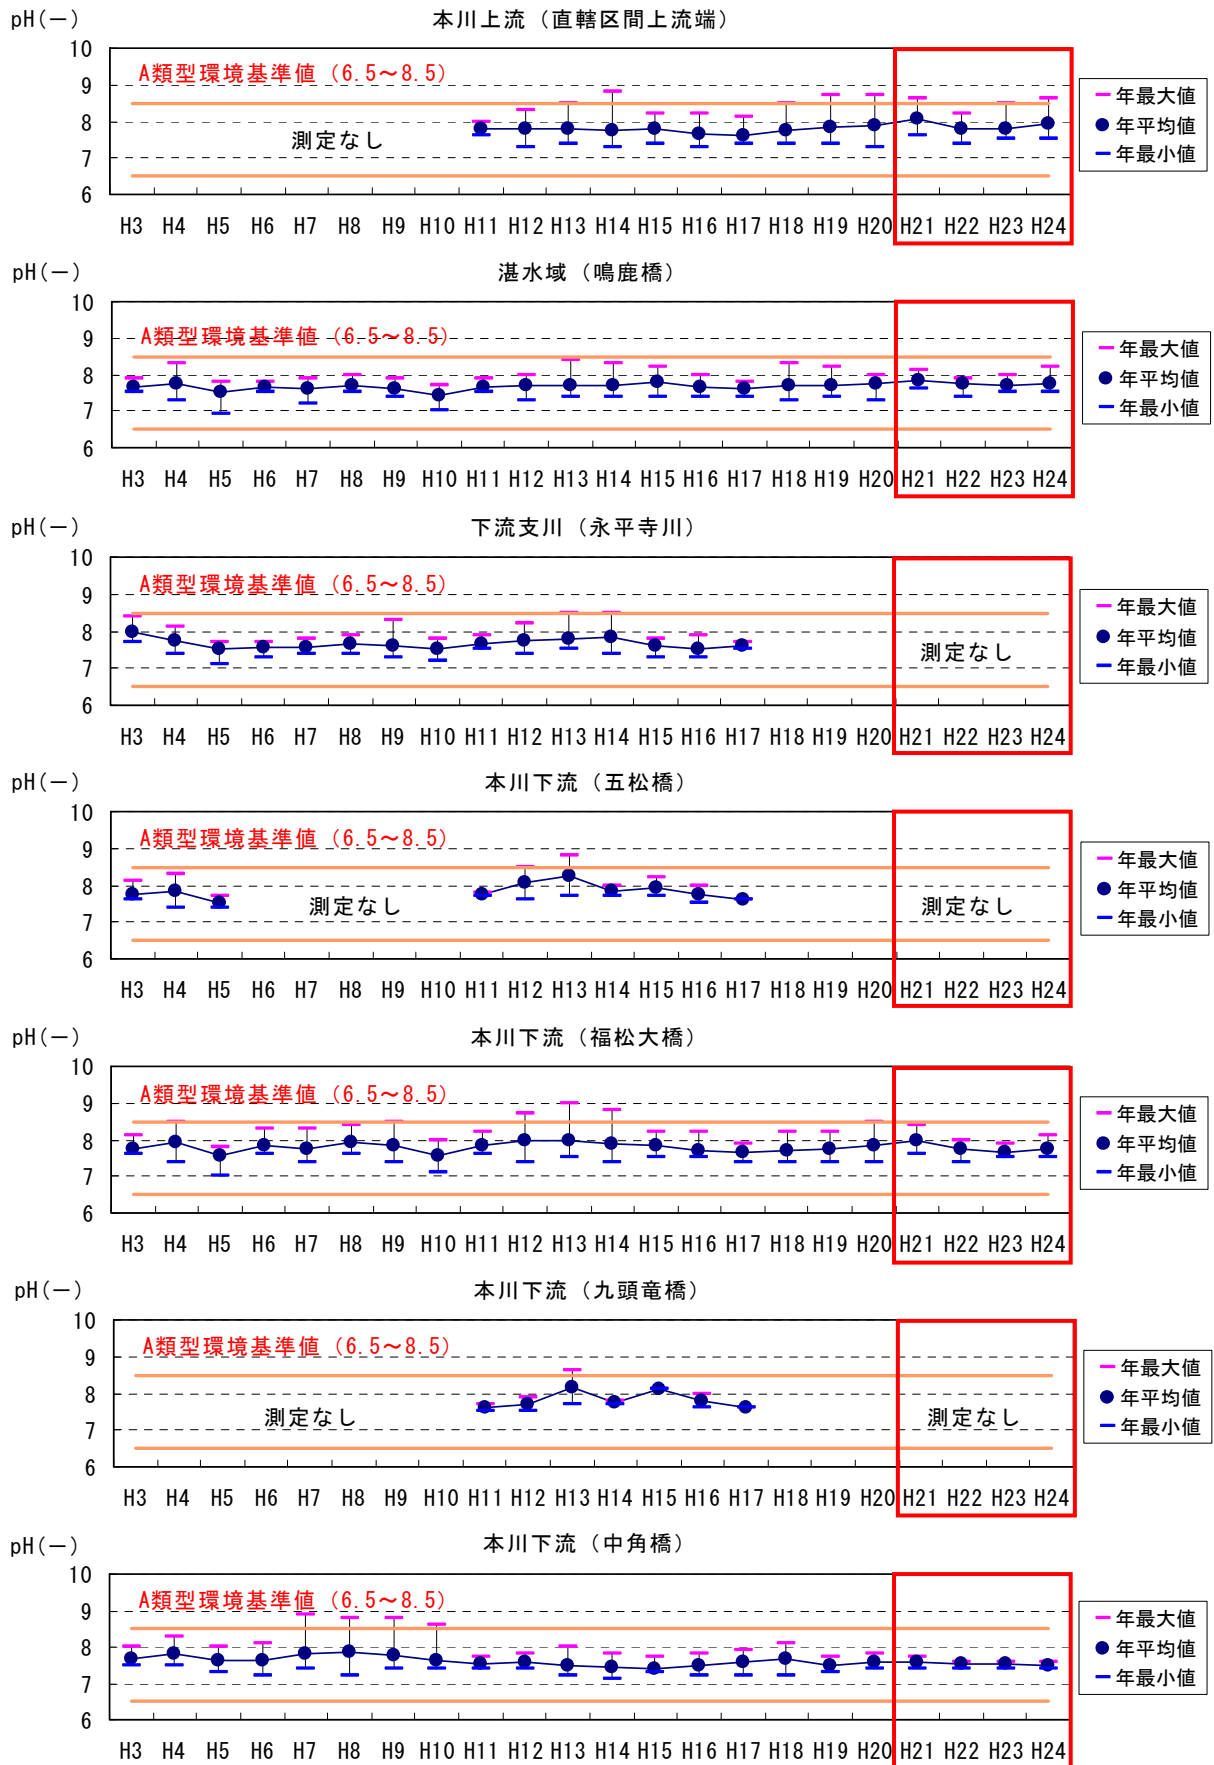 pH(－)
本川上流（直轄区間上流端）
10
9
8
7
6
A類型環境基準値（6.5～8.5）
測定なし
年最大値
年平均値
年最小値
H3 H4 H5 H6 H7 H8 H9 H10 H11 H12 H13 H14 H15 H16 H17 H18 H19 H20 H21 H22 H23 H24
pH(－)
湛水域（鳴鹿橋）
10
9
8
7
6
A類型環境基準値（6.5～8.5）
年最大値
年平均値
年最小値
H3 H4 H5 H6 H7 H8 H9 H10 H11 H12 H13 H14 H15 H16 H17 H18 H19 H20 H21 H22 H23 H24
pH(－)
下流支川（永平寺川）
10
9
8
7
6
A類型環境基準値（6.5～8.5）
測定なし
年最大値
年平均値
年最小値
H3 H4 H5 H6 H7 H8 H9 H10 H11 H12 H13 H14 H15 H16 H17 H18 H19 H20 H21 H22 H23 H24
pH(－)
本川下流（五松橋）
10
9
8
7
6
A類型環境基準値（6.5～8.5）
測定なし
測定なし
年最大値
年平均値
年最小値
H3 H4 H5 H6 H7 H8 H9 H10 H11 H12 H13 H14 H15 H16 H17 H18 H19 H20 H21 H22 H23 H24
pH(－)
本川下流（福松大橋）
10
9
8
7
6
A類型環境基準値（6.5～8.5）
年最大値
年平均値
年最小値
H3 H4 H5 H6 H7 H8 H9 H10 H11 H12 H13 H14 H15 H16 H17 H18 H19 H20 H21 H22 H23 H24
pH(－)
本川下流（九頭竜橋）
10
9
8
7
6
A類型環境基準値（6.5～8.5）
測定なし
測定なし
年最大値
年平均値
年最小値
H3 H4 H5 H6 H7 H8 H9 H10 H11 H12 H13 H14 H15 H16 H17 H18 H19 H20 H21 H22 H23 H24
pH(－)
本川下流（中角橋）
10
9
8
7
6
A類型環境基準値（6.5～8.5）
年最大値
年平均値
年最小値
H3 H4 H5 H6 H7 H8 H9 H10 H11 H12 H13 H14 H15 H16 H17 H18 H19 H20 H21 H22 H23 H24